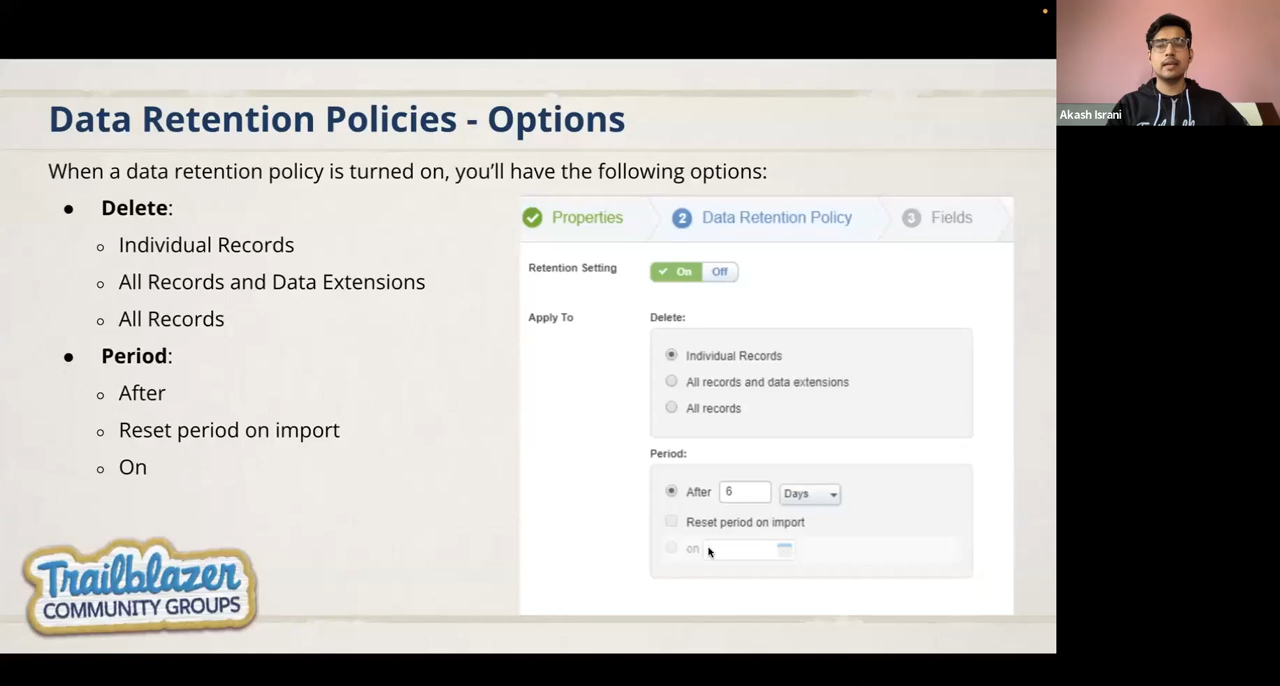 Data Retention Policies - Options
When a data retention policy is turned on, you'll have the following options:
● Delete:
○ Individual Records
○ All Records and Data Extensions
○ All Records
● Period:
○ After
○ Reset period on import
○ On
Properties
2 Data Retention Policy
3 Fields
Retention Setting
On Off
Apply To
Delete:
Individual Records
All records and data extensions
All records
Period:
After 6 Days
Reset period on import
on
Trailblazer
COMMUNITY GROUPS
Akash Israni